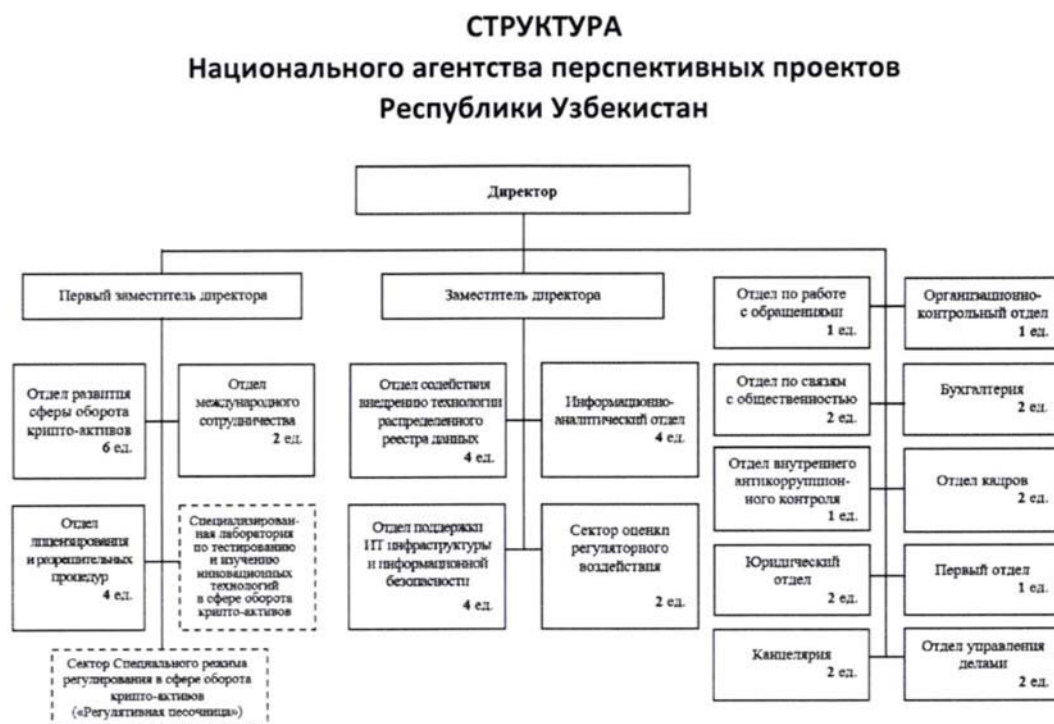 СТРУКТУРА
Национального агентства перспективных проектов
Республики Узбекистан
Директор
Первый заместитель директора
Заместитель директора
Отдел по работе
с обращениями
1 ед.
Организационно-
контрольный отдел
1 ед.
Отдел развития
сферы оборота
крипто-активов
6 ед.
Отдел
международного
сотрудничества
2 ед.
Отдел содействия
внедрению технологии
распределенного
реестра данных
4 ед.
Информационно-
аналитический отдел
4 ед.
Отдел по связям
с общественностью
2 ед.
Бухгалтерия
2 ед.
Отдел внутреннего
антикоррупцион-
ного контроля
1 ед.
Отдел кадров
2 ед.
Отдел
лицензирования
и разрешительных
процедур
4 ед.
Специализирован-
ная лаборатория
по тестированию
и изучению
инновационных
технологий
в сфере оборота
крипто-активов
Отдел поддержки
ИТ инфраструктуры
и информационной
безопасности
4 ед.
Сектор оценки
регуляторного
воздействия
2 ед.
Юридический
отдел
2 ед.
Первый отдел
1 ед.
Сектор Специального режима
регулирования в сфере оборота
крипто-активов
(«Регулятивная песочница»)
Канцелярия
2 ед.
Отдел управления
делами
2 ед.